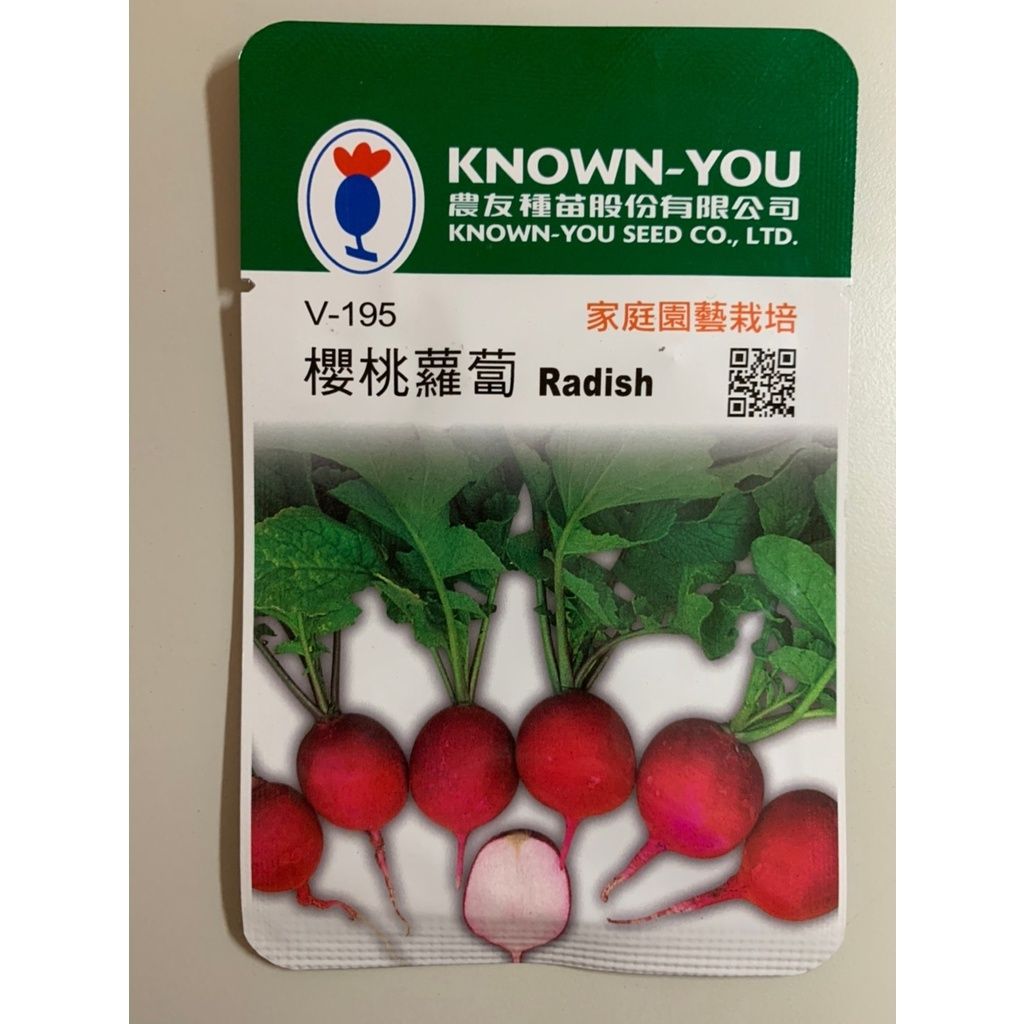 KNOWN-YOU
農友種苗股份有限公司
KNOWN-YOU SEED CO., LTD.
V-195
家庭園藝栽培
櫻桃蘿蔔 Radish